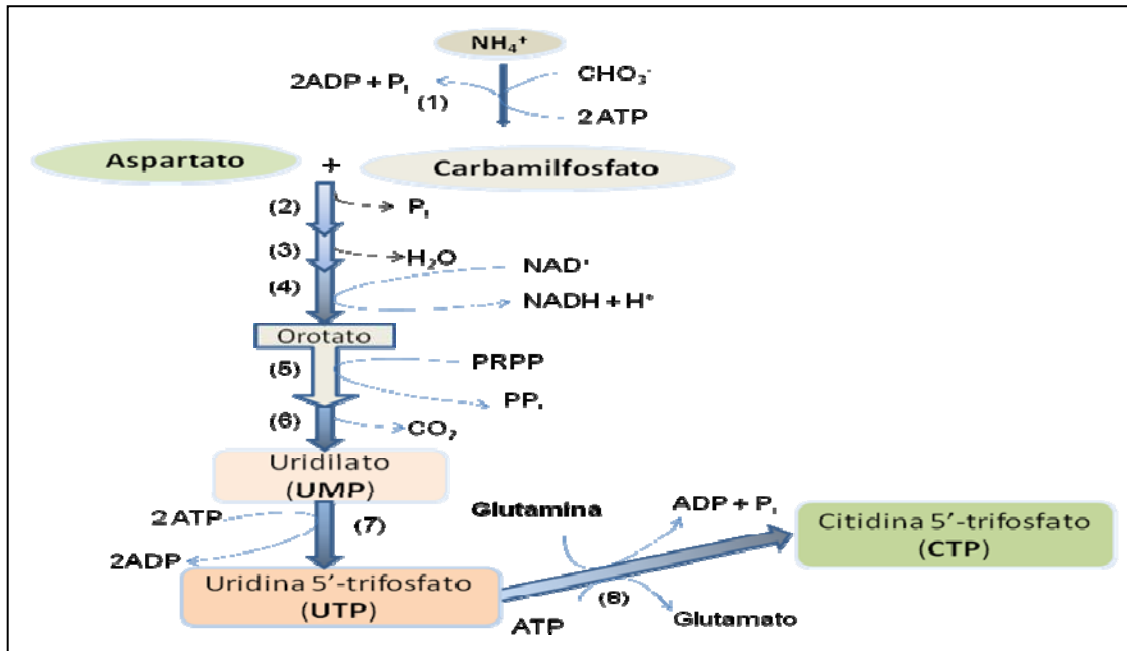 NH₄⁺
2ADP + Pᵢ
CHO₃⁻
(1)
2ATP
Aspartato
+
Carbamilfosfato
(2)
Pᵢ
(3)
H₂O
(4)
NAD⁺
NADH + H⁺
Orotato
(5)
PRPP
PPᵢ
(6)
CO₂
Uridilato
(UMP)
2ATP
(7)
2ADP
Glutamina
ADP + Pᵢ
Citidina 5´-trifosfato
(CTP)
Uridina 5´-trifosfato
(UTP)
ATP
(8)
Glutamato